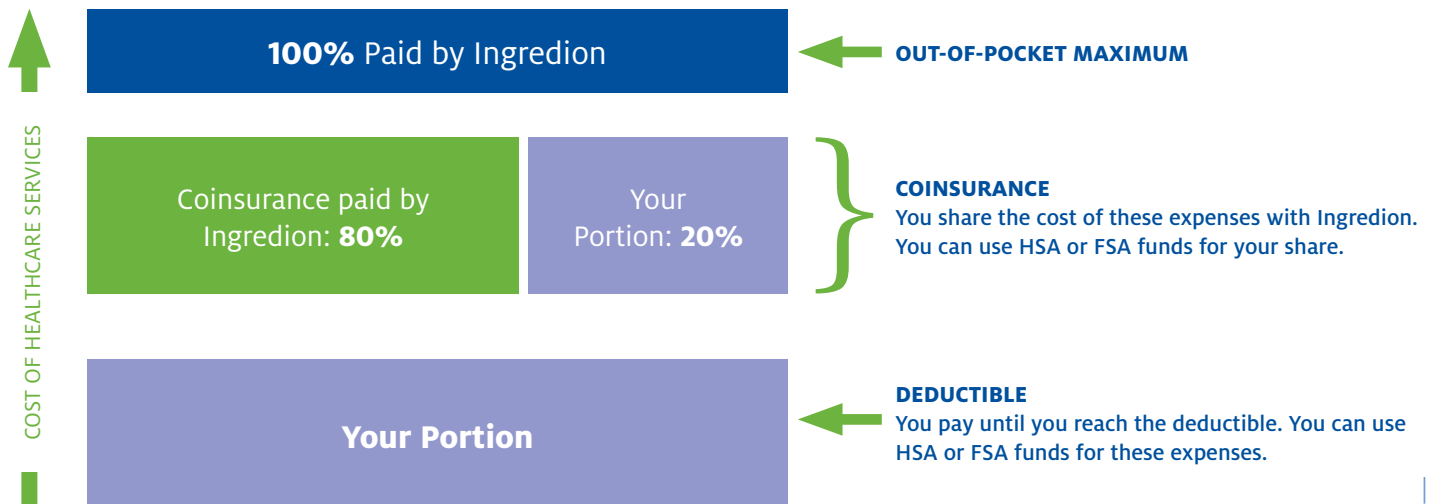 100% Paid by Ingredion
OUT-OF-POCKET MAXIMUM
COST OF HEALTHCARE SERVICES
Coinsurance paid by
Ingredion: 80%
Your
Portion: 20%
COINSURANCE
You share the cost of these expenses with Ingredion.
You can use HSA or FSA funds for your share.
Your Portion
DEDUCTIBLE
You pay until you reach the deductible. You can use
HSA or FSA funds for these expenses.